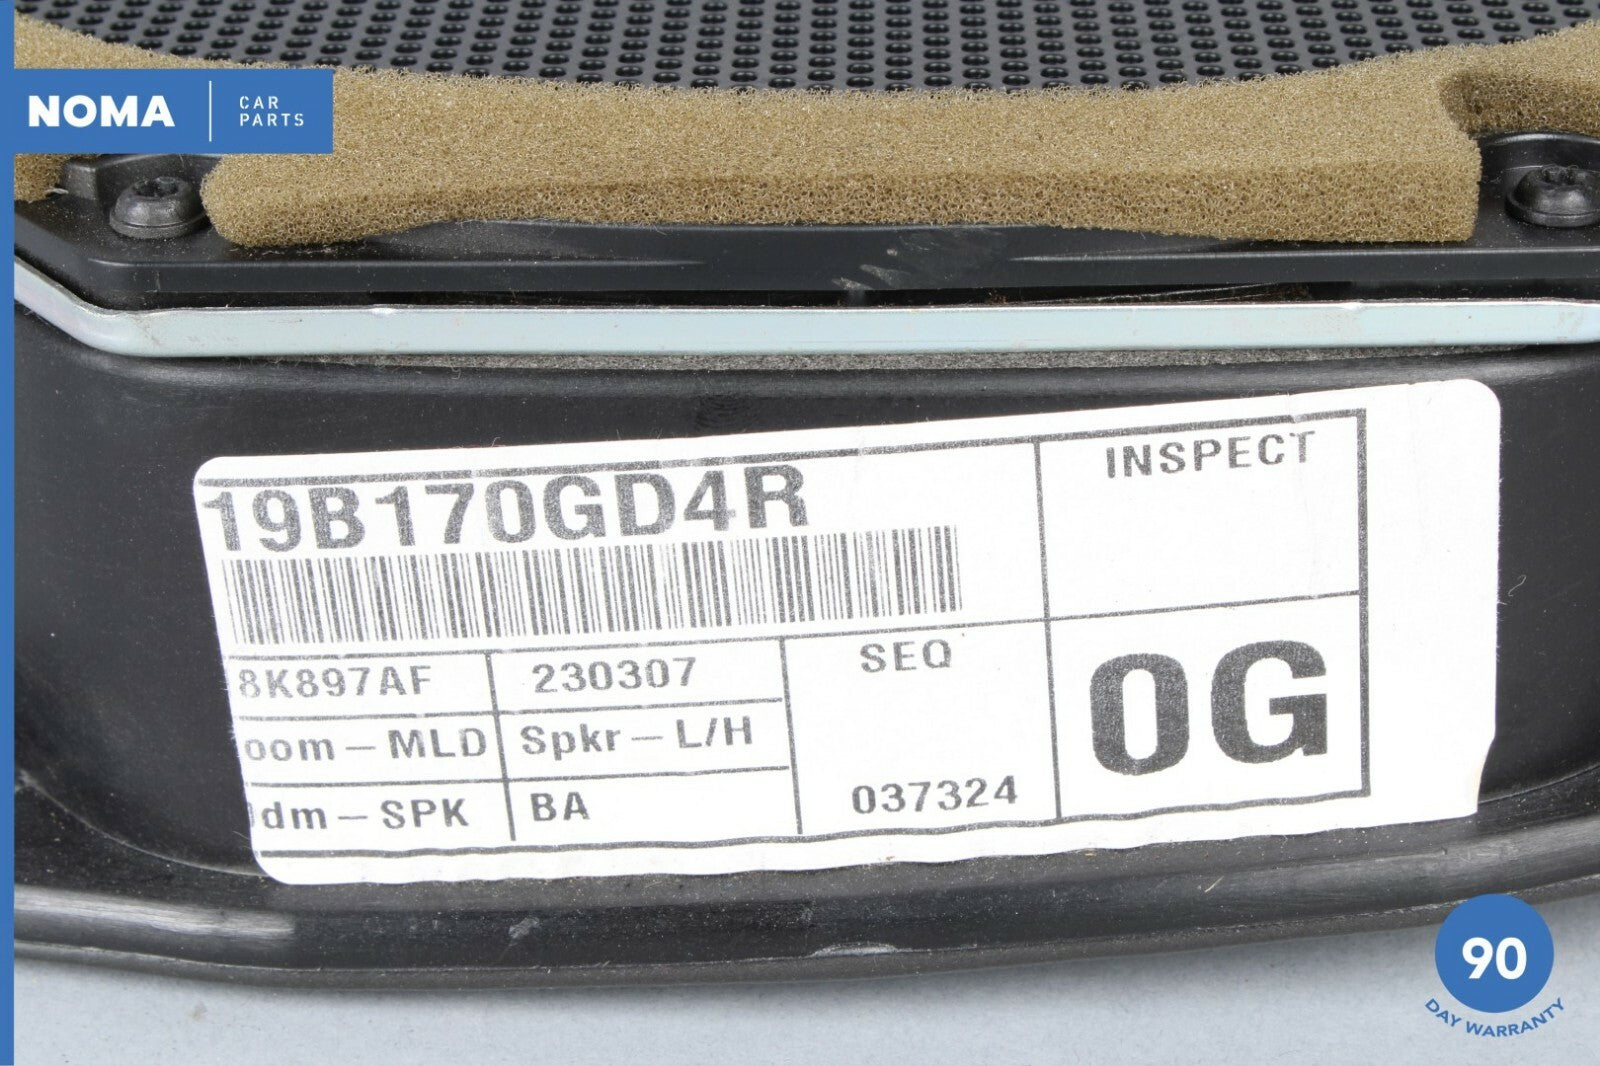 NOMA
CAR
PARTS
19B170GD4R
INSPECT
8K897AF
230307
SEQ
0G
oom-MLD
Spkr-L/H
dm-SPK
BA
037324
90
DAY WARRANTY